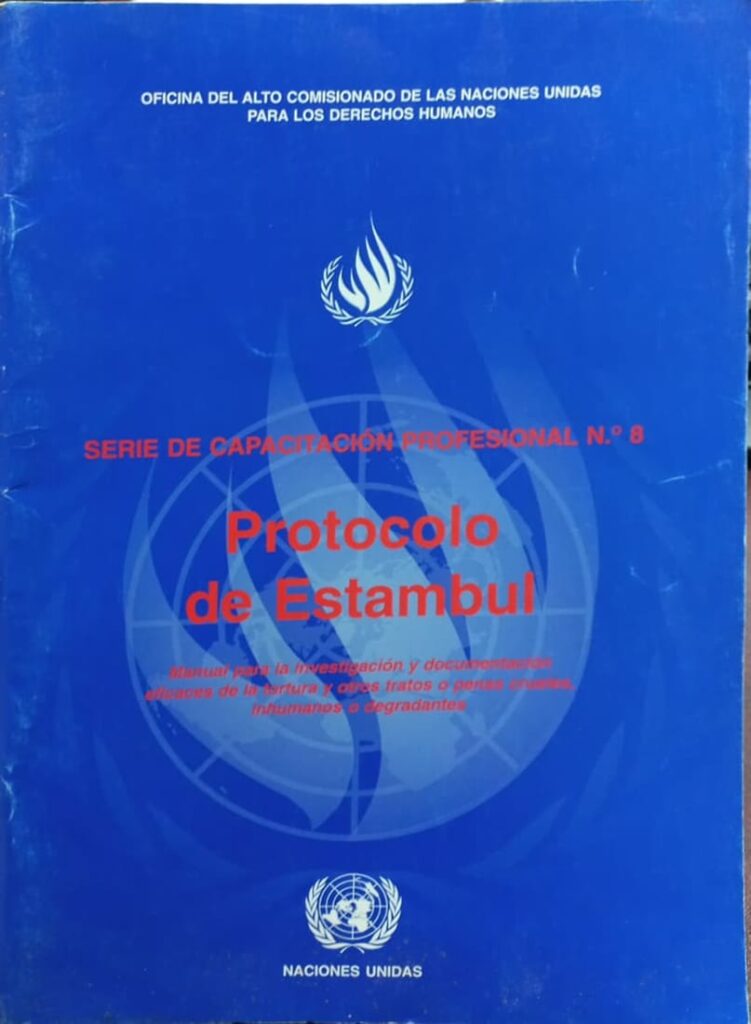 OFICINA DEL ALTO COMISIONADO DE LAS NACIONES UNIDAS
PARA LOS DERECHOS HUMANOS
SERIE DE CAPACITACIÓN PROFESIONAL N.º 8
Protocolo
de Estambul
Manual para la investigación y documentación
eficaces de la tortura y otros tratos o penas crueles,
inhumanos o degradantes
NACIONES UNIDAS